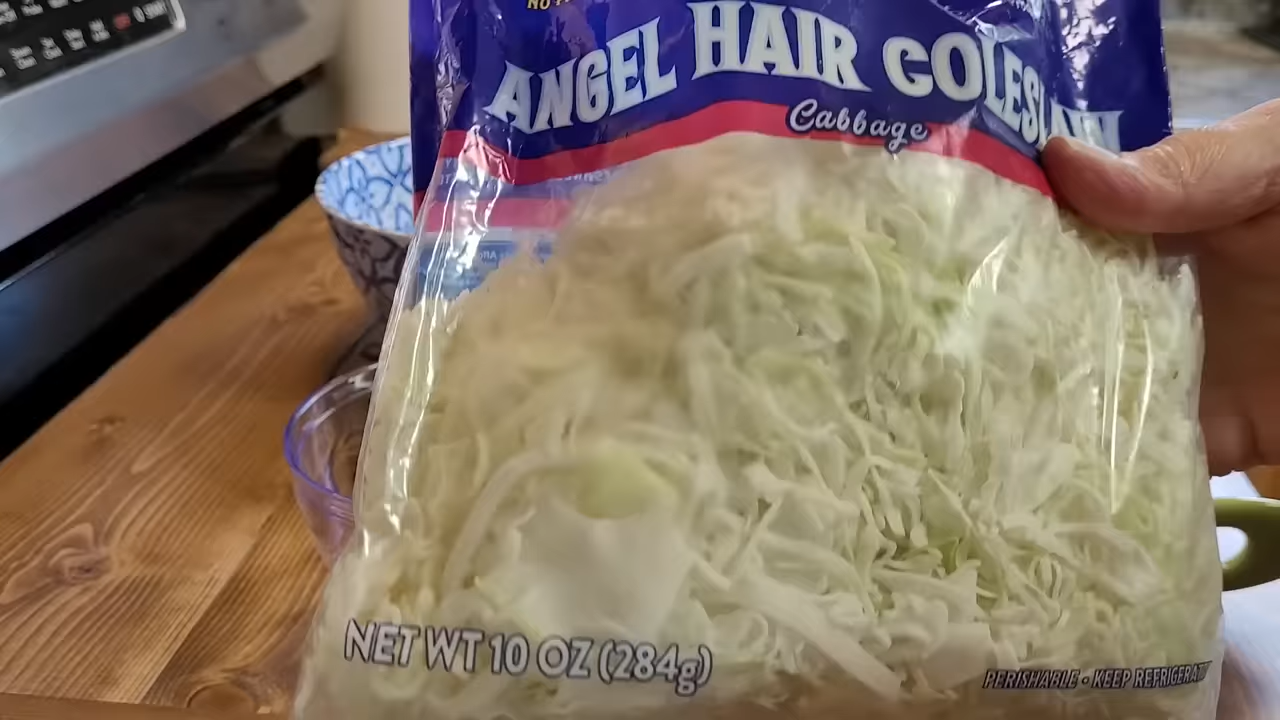 ANGEL HAIR COLESLAW
Cabbage
NET WT 10 OZ (284g)
PERISHABLE • KEEP REFRIGERAT